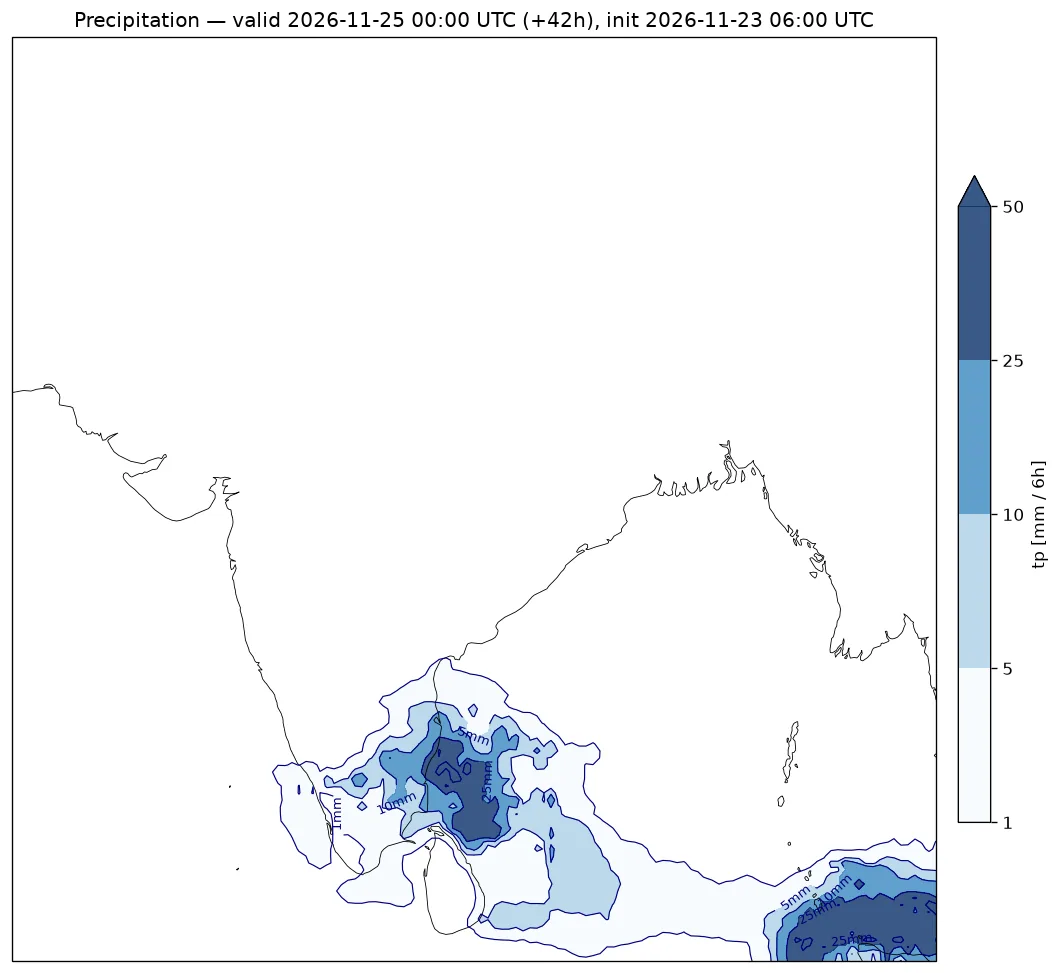 Precipitation — valid 2026-11-25 00:00 UTC (+42h), init 2026-11-23 06:00 UTC
50
25
10
5
1
tp [mm / 6h]
5mm
25mm
10mm
1mm
5mm
10mm
25mm
25mm